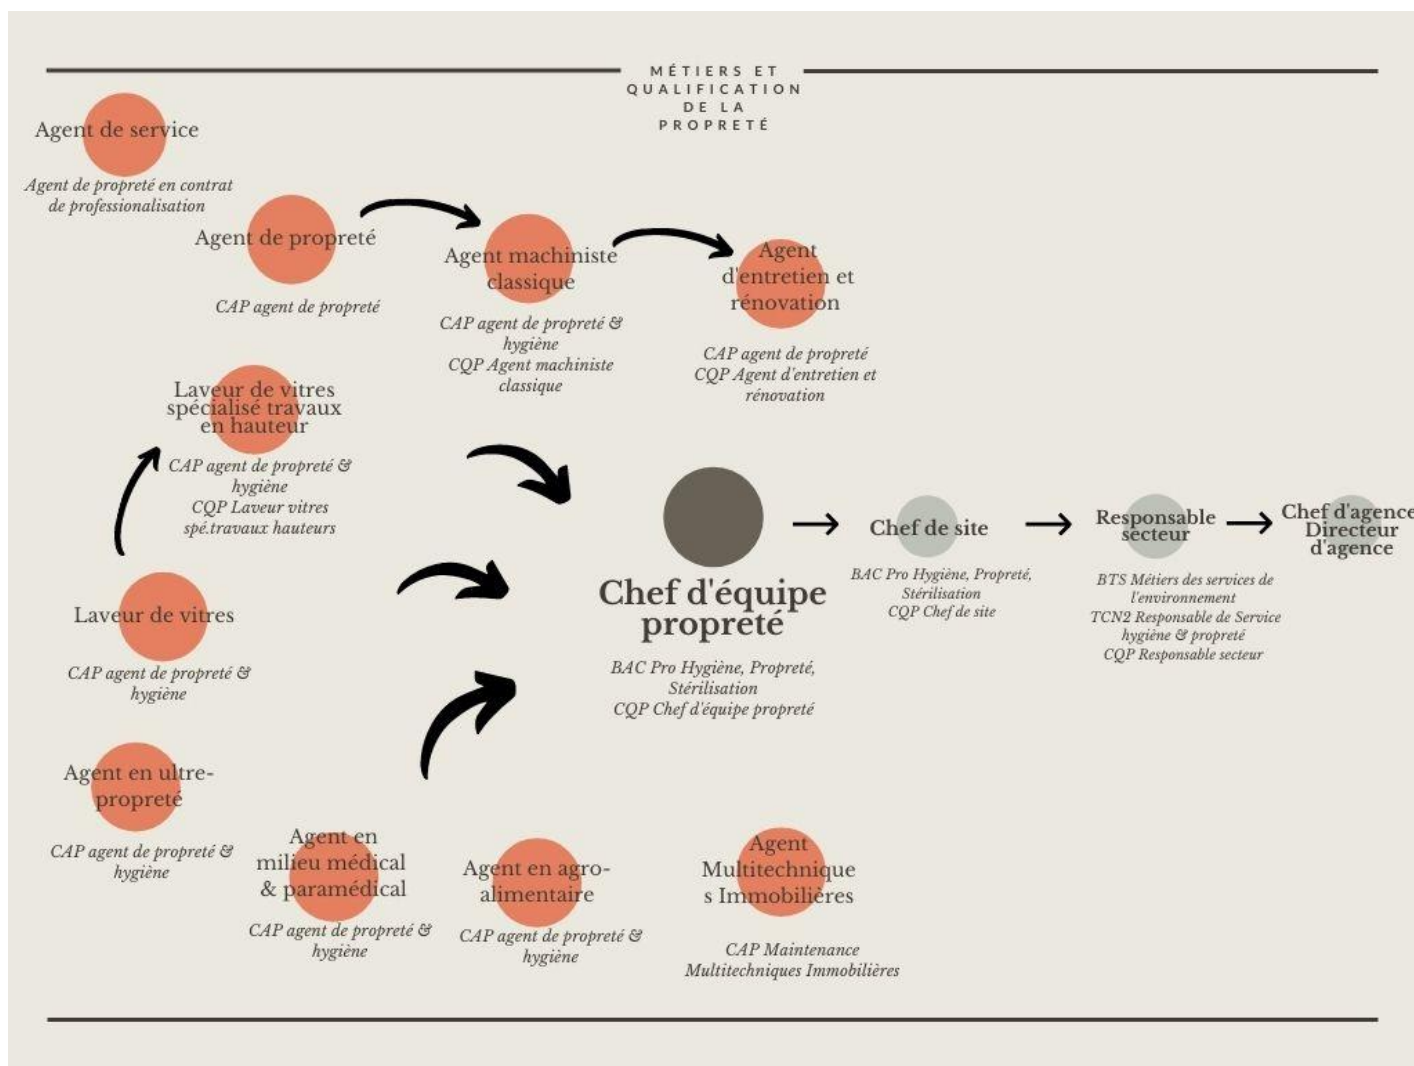 MÉTIERS ET
QUALIFICATION
DE LA
PROPRETÉ
Agent de service
Agent de propreté en contrat
de professionalisation
Agent de propreté
CAP agent de propreté
Agent machiniste
classique
CAP agent de propreté &
hygiène
CQP Agent machiniste
classique
Agent
d'entretien et
rénovation
CAP agent de propreté
CQP Agent d'entretien et
rénovation
Laveur de vitres
spécialisé travaux
en hauteur
CAP agent de propreté &
hygiène
CQP Laveur vitres
spé.travaux hauteurs
Laveur de vitres
CAP agent de propreté &
hygiène
Chef d'équipe
propreté
BAC Pro Hygiène, Propreté,
Stérilisation
CQP Chef d'équipe propreté
Chef de site
BAC Pro Hygiène, Propreté,
Stérilisation
CQP Chef de site
Responsable
secteur
BTS Métiers des services de
l'environement
TCN2 Responsable de Service
hygiène & propreté
CQP Responsable secteur
Chef d'agence
Directeur
d'agence
Agent en ultre-
propreté
CAP agent de propreté &
hygiène
Agent en
milieu médical
& paramédical
CAP agent de propreté &
hygiène
Agent en agro-
alimentaire
CAP agent de propreté &
hygiène
Agent
Multitechnique
s Immobilières
CAP Maintenance
Multitechniques Immobilières